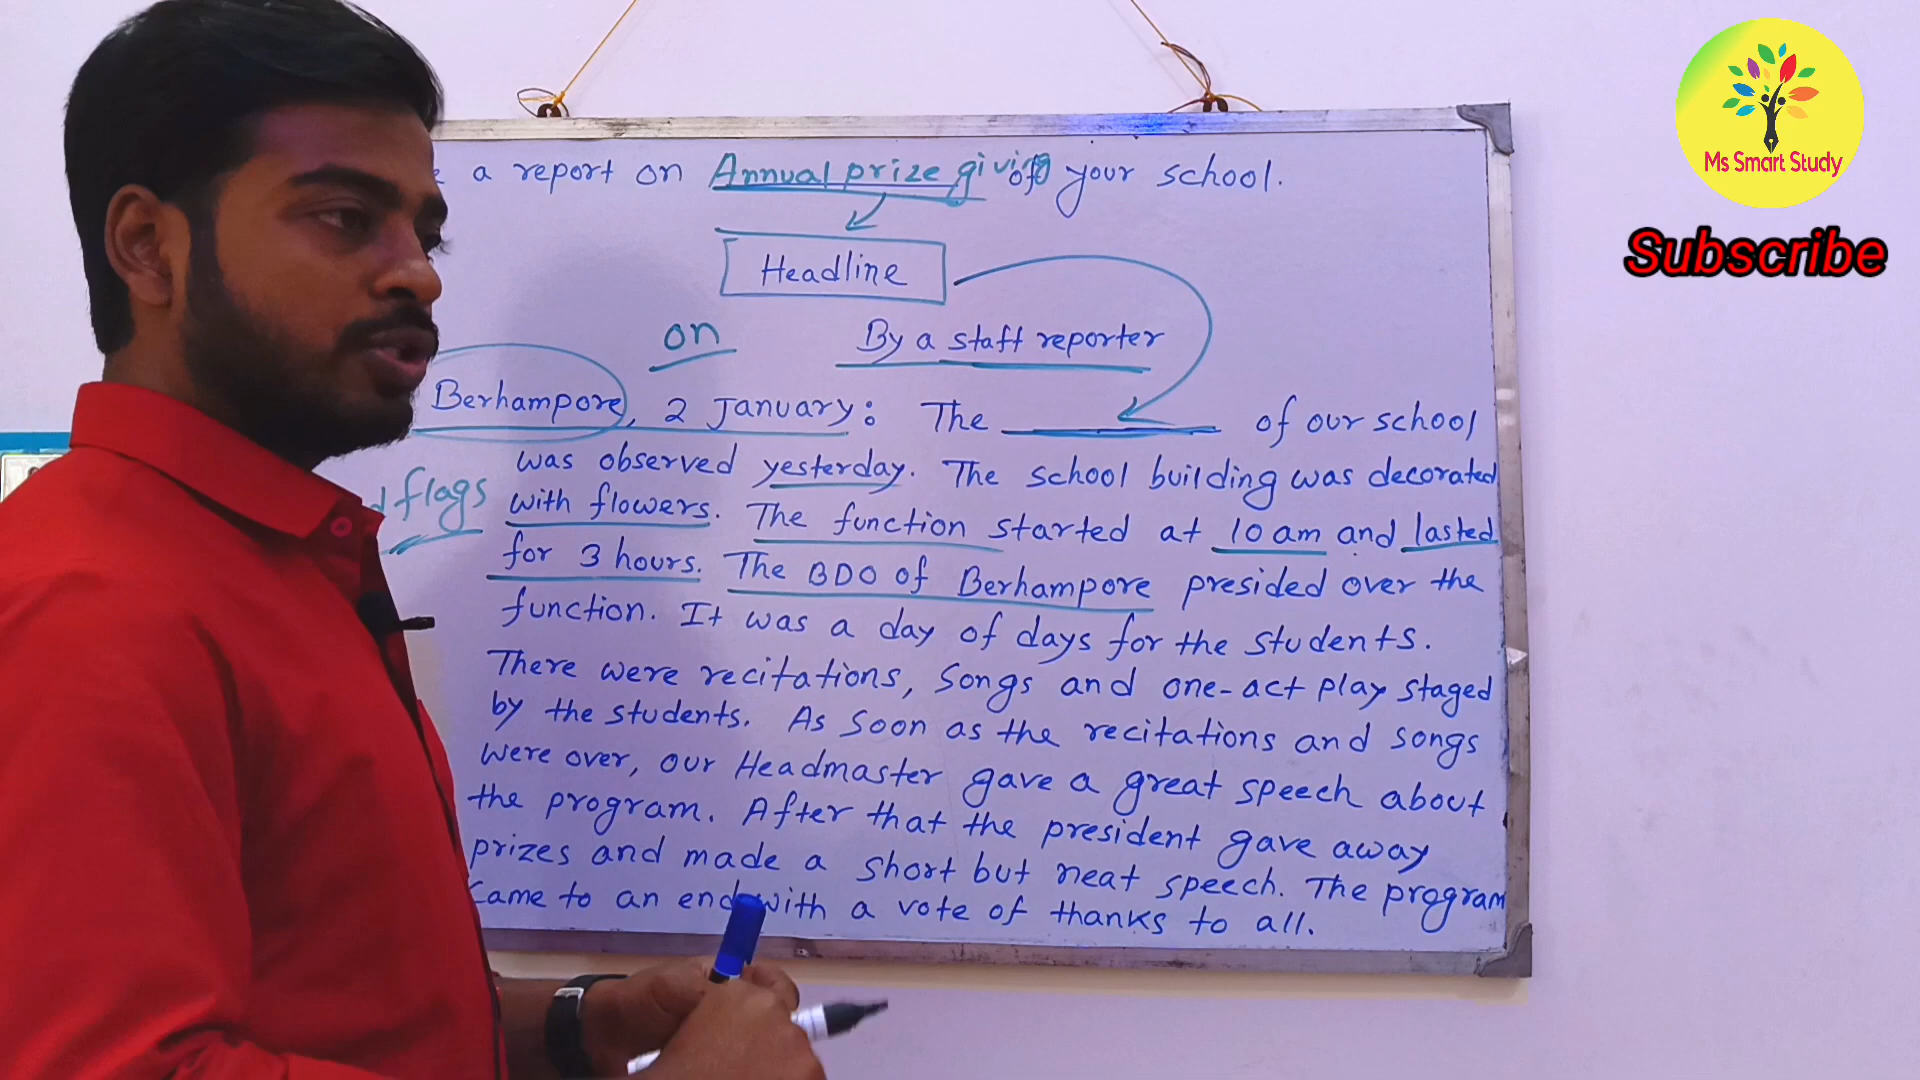 a report on Annual prize giving of your school.
Headline
on
By a staff reporter
Berhampore, 2 January: The of our school
was observed yesterday. The school building was decorated
flags
with flowers. The function started at 10 am and lasted
for 3 hours. The BDO of Berhampore presided over the
function. It was a day of days for the students.
There were recitations, songs and one-act play staged
by the students. As soon as the recitations and songs
were over, our Headmaster gave a great speech about
the program. After that the president gave away
prizes and made a short but neat speech. The program
came to an end with a vote of thanks to all.
Ms Smart Study
Subscribe